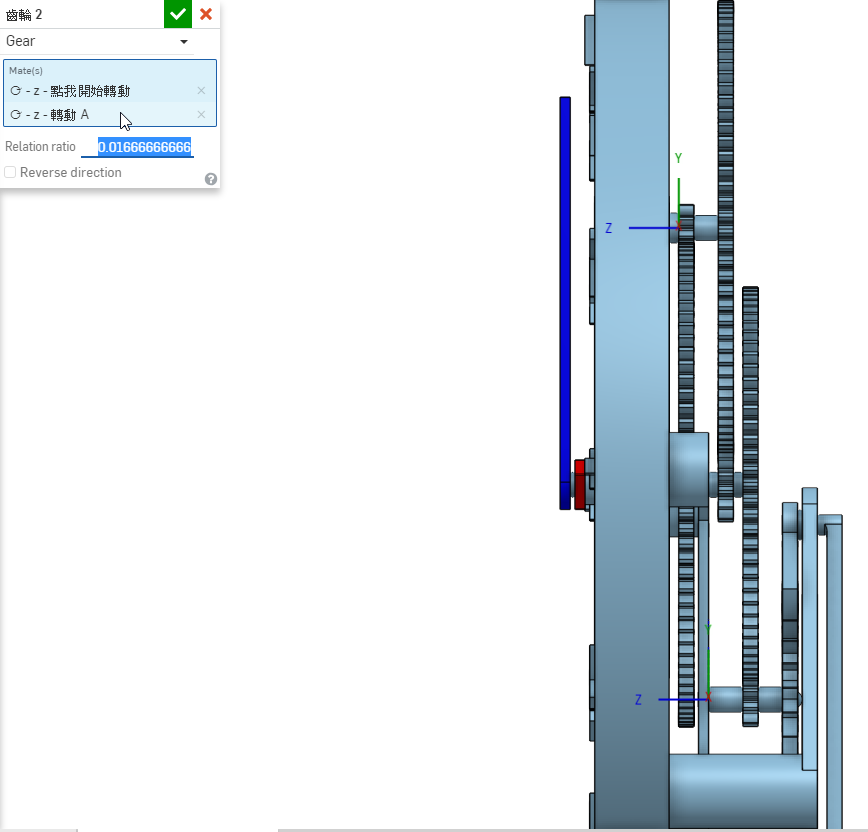 齒輪 2
Gear
Mate(s)
- z - 點我開始轉動
- z - 轉動 A
Relation ratio 0.01666666666
Reverse direction
?
Y
Z
Y
Z